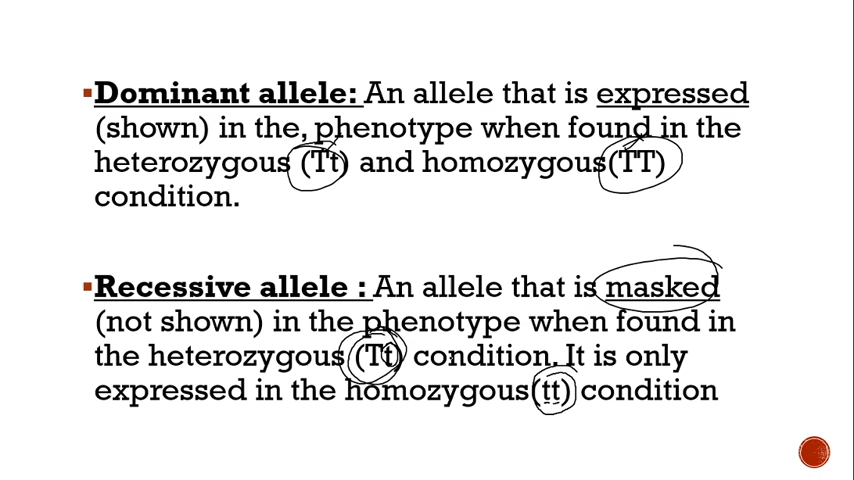 Dominant allele: An allele that is expressed
(shown) in the, phenotype when found in the
heterozygous (Tt) and homozygous(TT)
condition.
Recessive allele : An allele that is masked
(not shown) in the phenotype when found in
the heterozygous (Tt) condition. It is only
expressed in the homozygous(tt) condition